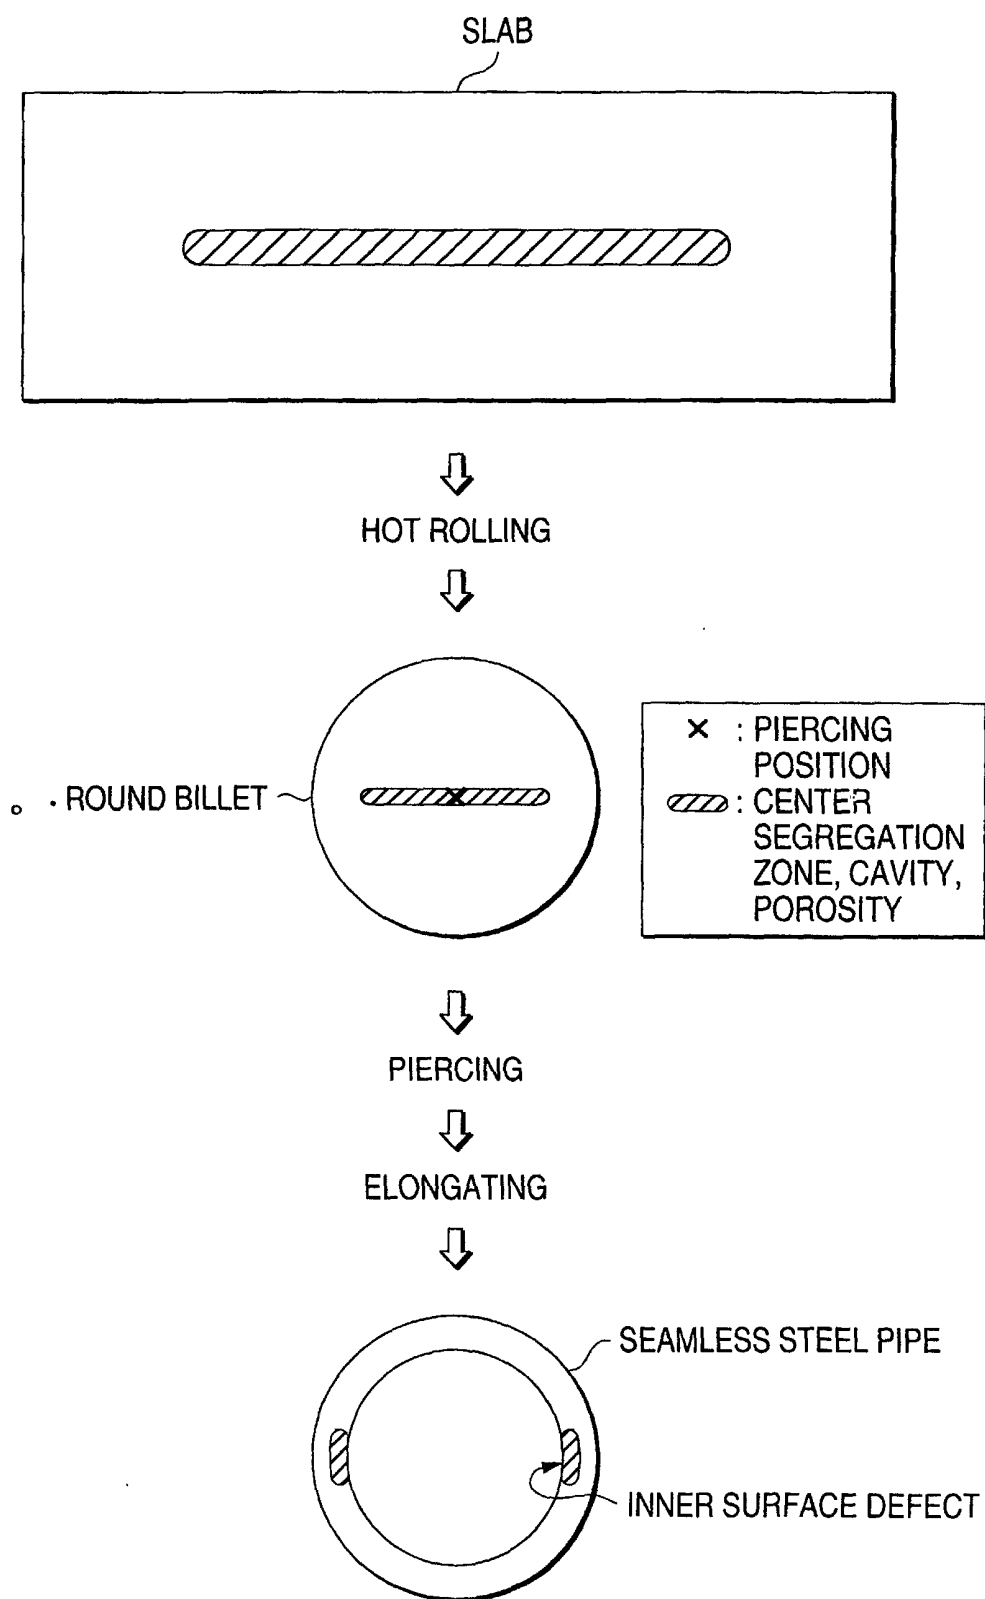 SLAB
HOT ROLLING
ROUND BILLET
× : PIERCING
POSITION
: CENTER
SEGREGATION
ZONE, CAVITY,
POROSITY
PIERCING
ELONGATING
SEAMLESS STEEL PIPE
INNER SURFACE DEFECT